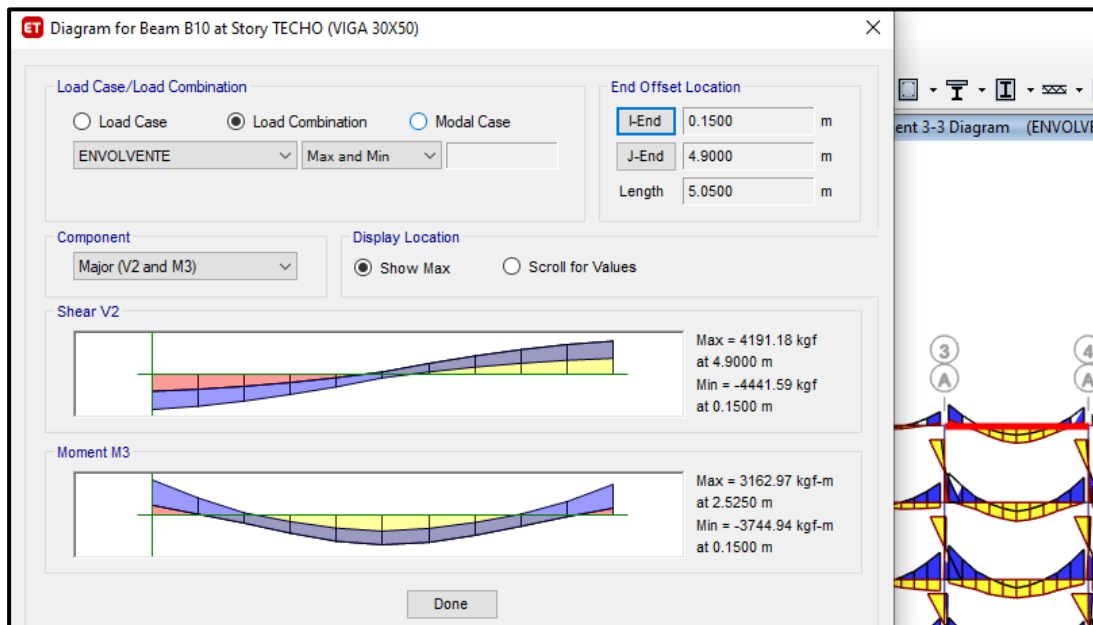 ET Diagram for Beam B10 at Story TECHO (VIGA 30X50)
Load Case/Load Combination
Load Case Load Combination Modal Case
ENVOLVENTE Max and Min
End Offset Location
I-End 0.1500 m
J-End 4.9000 m
Length 5.0500 m
Component
Major (V2 and M3)
Display Location
Show Max Scroll for Values
Shear V2
Max = 4191.18 kgf
at 4.9000 m
Min = -4441.59 kgf
at 0.1500 m
Moment M3
Max = 3162.97 kgf-m
at 2.5250 m
Min = -3744.94 kgf-m
at 0.1500 m
Done
ent 3-3 Diagram (ENVOLVE
3 4
A A